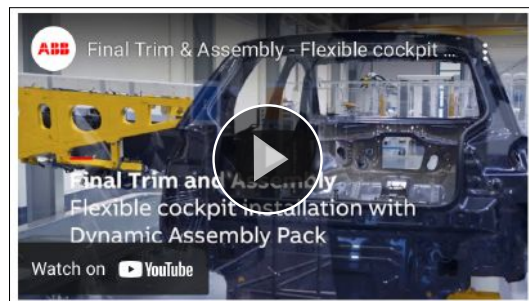 ABB Final Trim & Assembly - Flexible cockpit ...
Final Trim and Assembly
Flexible cockpit installation with
Dynamic Assembly Pack
Watch on YouTube